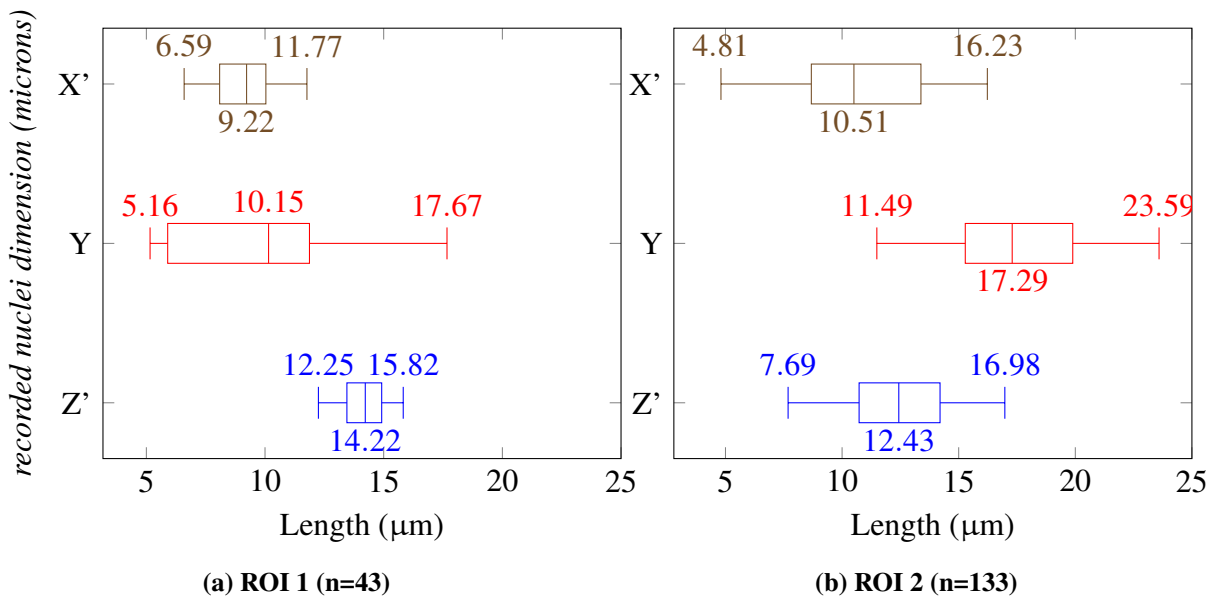 recorded nuclei dimension (microns)
X’
Y
Z’
6.59 11.77
9.22
5.16 10.15 17.67
12.25 15.82
14.22
5 10 15 20 25
Length (μm)
(a) ROI 1 (n=43)
X’
Y
Z’
4.81 16.23
10.51
11.49 23.59
17.29
7.69 16.98
12.43
5 10 15 20 25
Length (μm)
(b) ROI 2 (n=133)